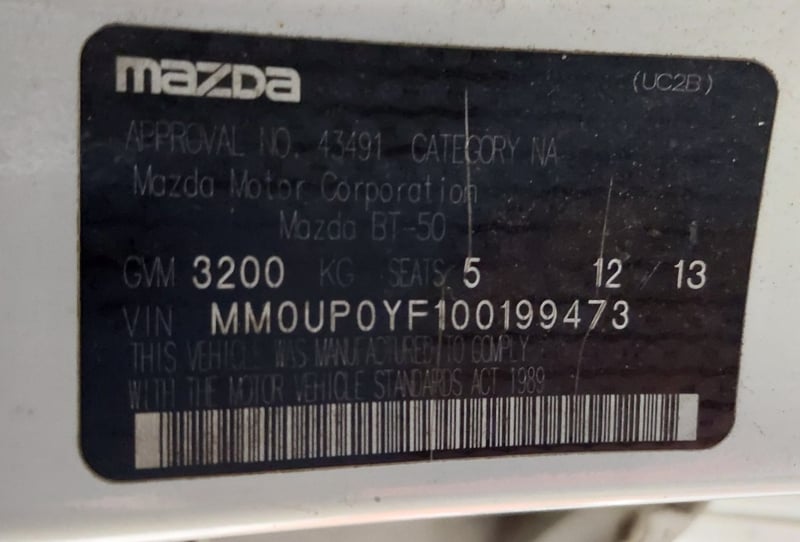 mazda (UC2B)
APPROVAL NO. 43491 CATEGORY NA
Mazda Motor Corporation
Mazda BT-50
GVM 3200 KG SEATS 5 12 / 13
VIN MM0UP0YF100199473
THIS VEHICLE WAS MANUFACTURED TO COMPLY
WITH THE MOTOR VEHICLE STANDARDS ACT 1989